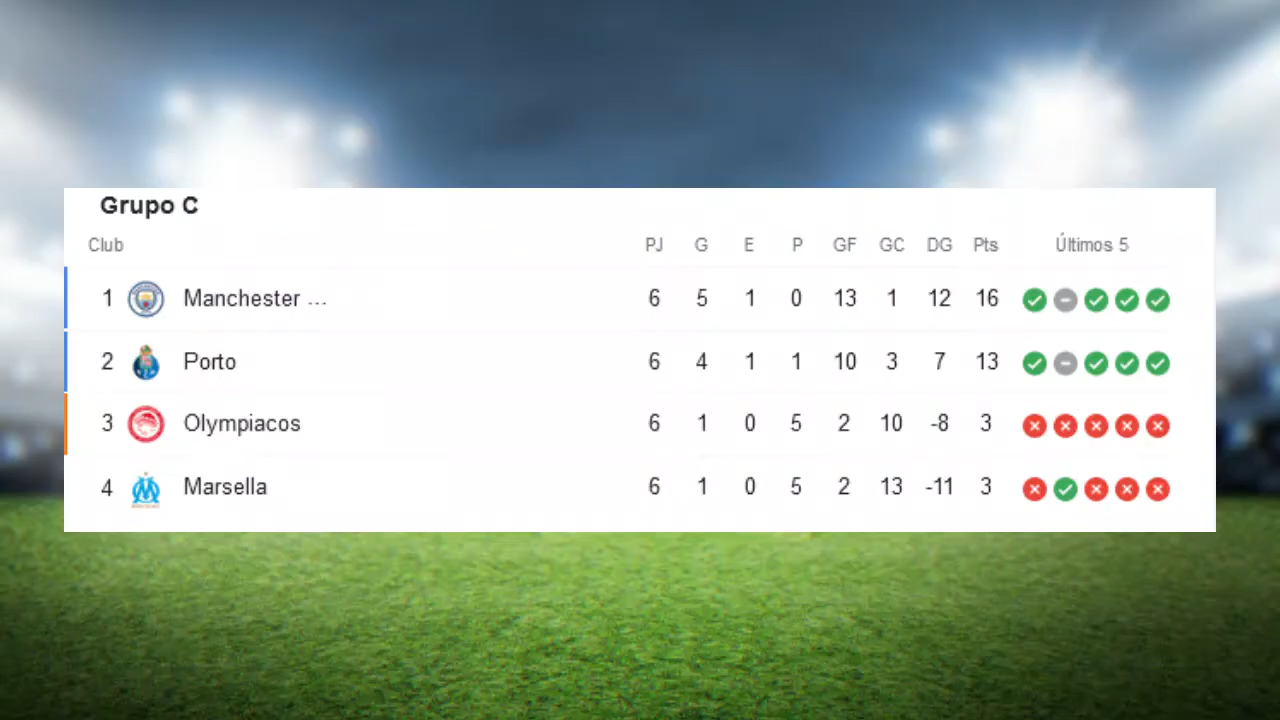 Grupo C
Club PJ G E P GF GC DG Pts Últimos 5
1 Manchester ... 6 5 1 0 13 1 12 16
2 Porto 6 4 1 1 10 3 7 13
3 Olympiacos 6 1 0 5 2 10 -8 3
4 Marsella 6 1 0 5 2 13 -11 3